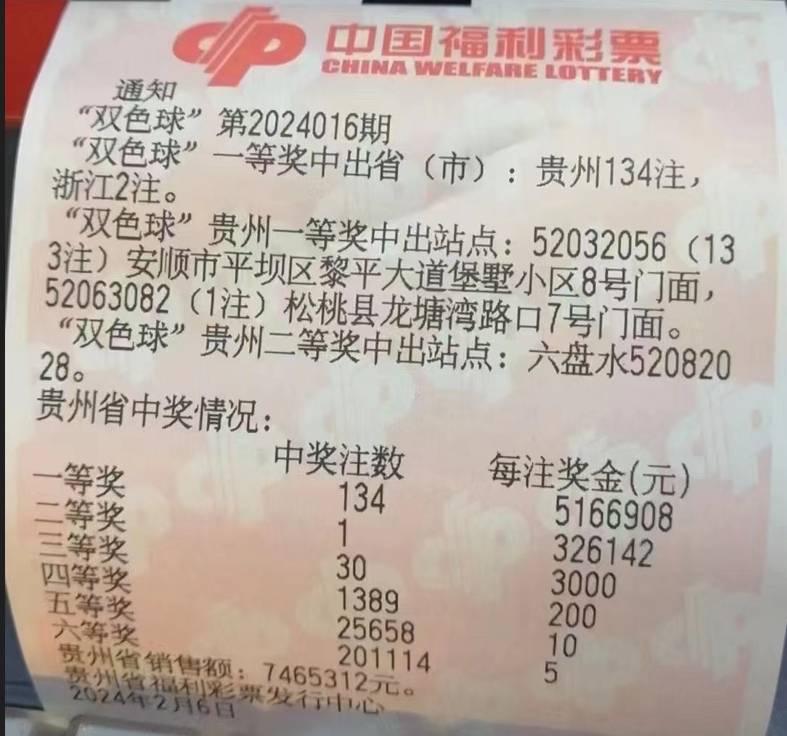 中国福利彩票
CHINA WELFARE LOTTERY
通知
“双色球”第2024016期
“双色球”一等奖中出省（市）：贵州134注，
浙江2注。
“双色球”贵州一等奖中出站点：52032056（13
3注）安顺市平坝区黎平大道堡墅小区8号门面，
52063082（1注）松桃县龙塘湾路口7号门面。
“双色球”贵州二等奖中出站点：六盘水520820
28。
贵州省中奖情况：
中奖注数 每注奖金(元)
一等奖 134 5166908
二等奖 1 326142
三等奖 30 3000
四等奖 1389 200
五等奖 25658 10
六等奖 201114 5
贵州省销售额：7465312元。
贵州省福利彩票发行中心
2024年2月6日